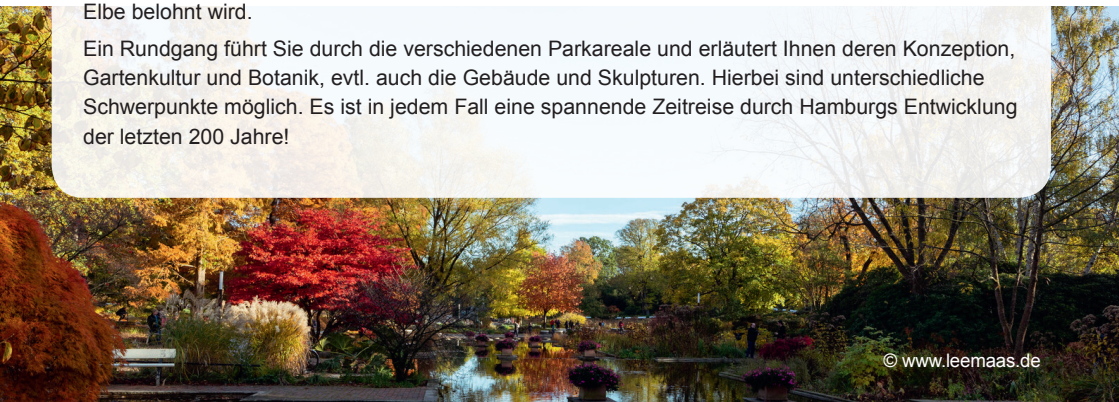 Elbe belohnt wird.
Ein Rundgang führt Sie durch die verschiedenen Parkareale und erläutert Ihnen deren Konzeption,
Gartenkultur und Botanik, evtl. auch die Gebäude und Skulpturen. Hierbei sind unterschiedliche
Schwerpunkte möglich. Es ist in jedem Fall eine spannende Zeitreise durch Hamburgs Entwicklung
der letzten 200 Jahre!
© www.leemaas.de